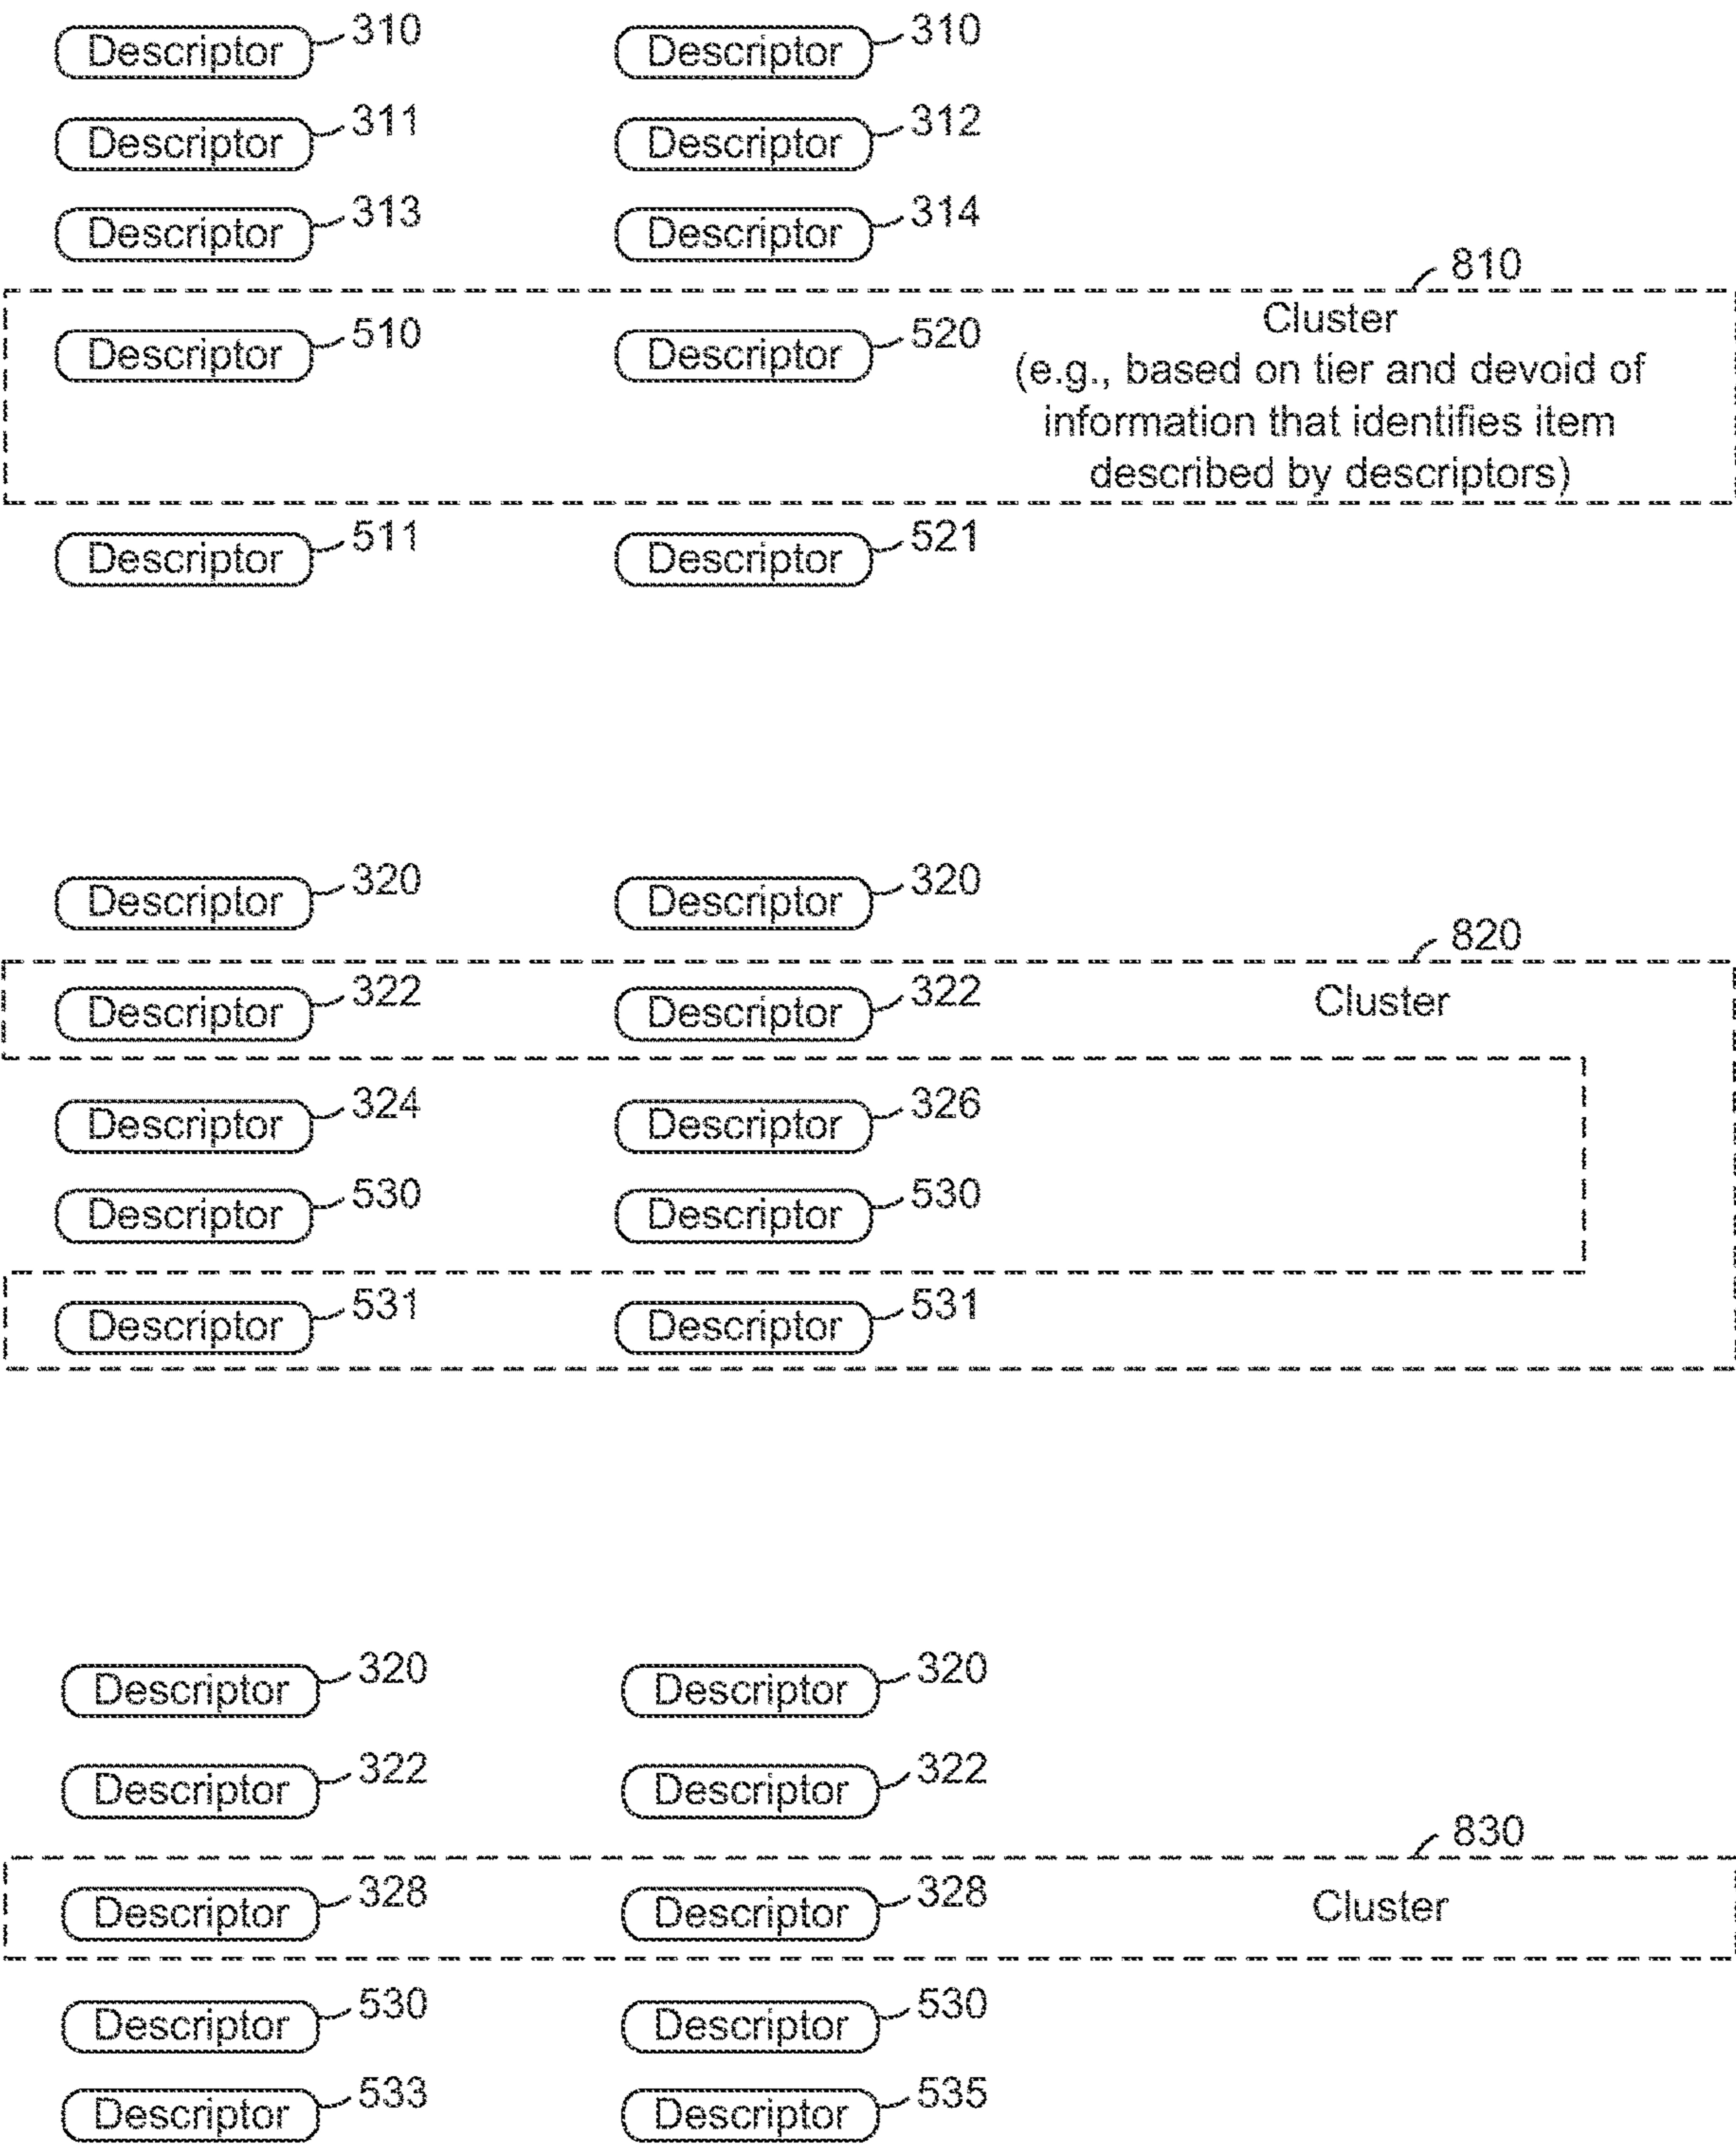 Descriptor 310 Descriptor 310
Descriptor 311 Descriptor 312
Descriptor 313 Descriptor 314
810
Descriptor 510 Descriptor 520 Cluster
(e.g., based on tier and devoid of
information that identifies item
described by descriptors)
Descriptor 511 Descriptor 521
Descriptor 320 Descriptor 320
820
Descriptor 322 Descriptor 322 Cluster
Descriptor 324 Descriptor 326
Descriptor 530 Descriptor 530
Descriptor 531 Descriptor 531
Descriptor 320 Descriptor 320
Descriptor 322 Descriptor 322
830
Descriptor 328 Descriptor 328 Cluster
Descriptor 530 Descriptor 530
Descriptor 533 Descriptor 535